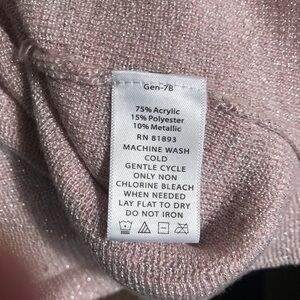 Gen-7B
75% Acrylic
15% Polyester
10% Metallic
RN 81893
MACHINE WASH
COLD
GENTLE CYCLE
ONLY NON
CHLORINE BLEACH
WHEN NEEDED
LAY FLAT TO DRY
DO NOT IRON